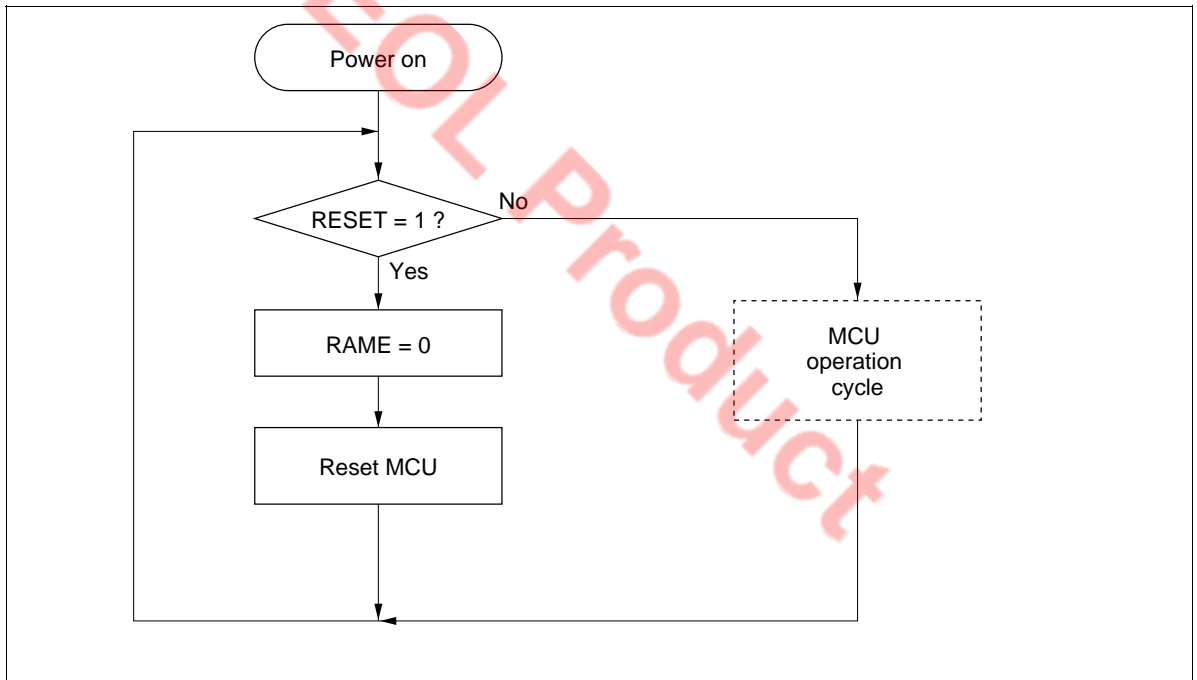 Power on
RESET = 1 ?
No
Yes
RAME = 0
MCU
operation
cycle
Reset MCU
EOL Product